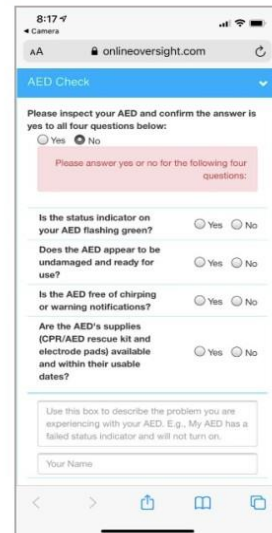 8:17
◀ Camera
AA onlineoversight.com
AED Check
Please inspect your AED and confirm the answer is
yes to all four questions below:
Yes No
Please answer yes or no for the following four
questions:
Is the status indicator on
your AED flashing green?
Yes No
Does the AED appear to be
undamaged and ready for
use?
Yes No
Is the AED free of chirping
or warning notifications?
Yes No
Are the AED's supplies
(CPR/AED rescue kit and
electrode pads) available
and within their usable
dates?
Yes No
Use this box to describe the problem you are
experiencing with your AED. E.g., My AED has a
failed status indicator and will not turn on.
Your Name